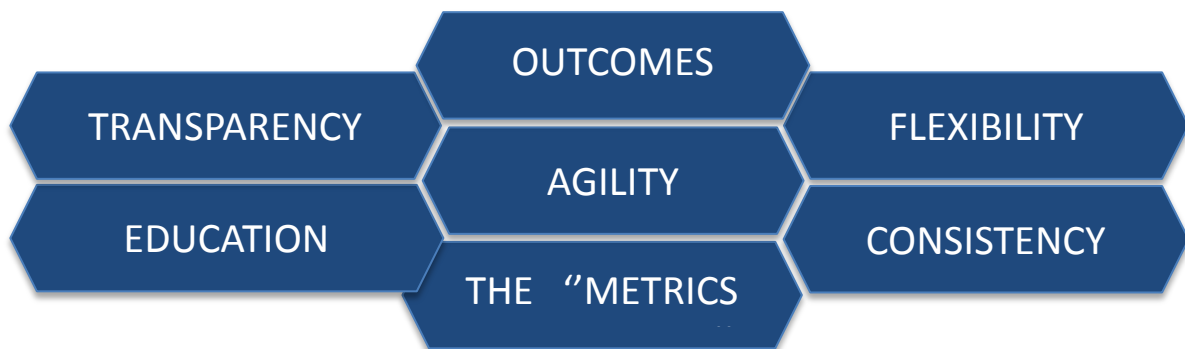 OUTCOMES
TRANSPARENCY
FLEXIBILITY
AGILITY
EDUCATION
CONSISTENCY
THE ‘’METRICS